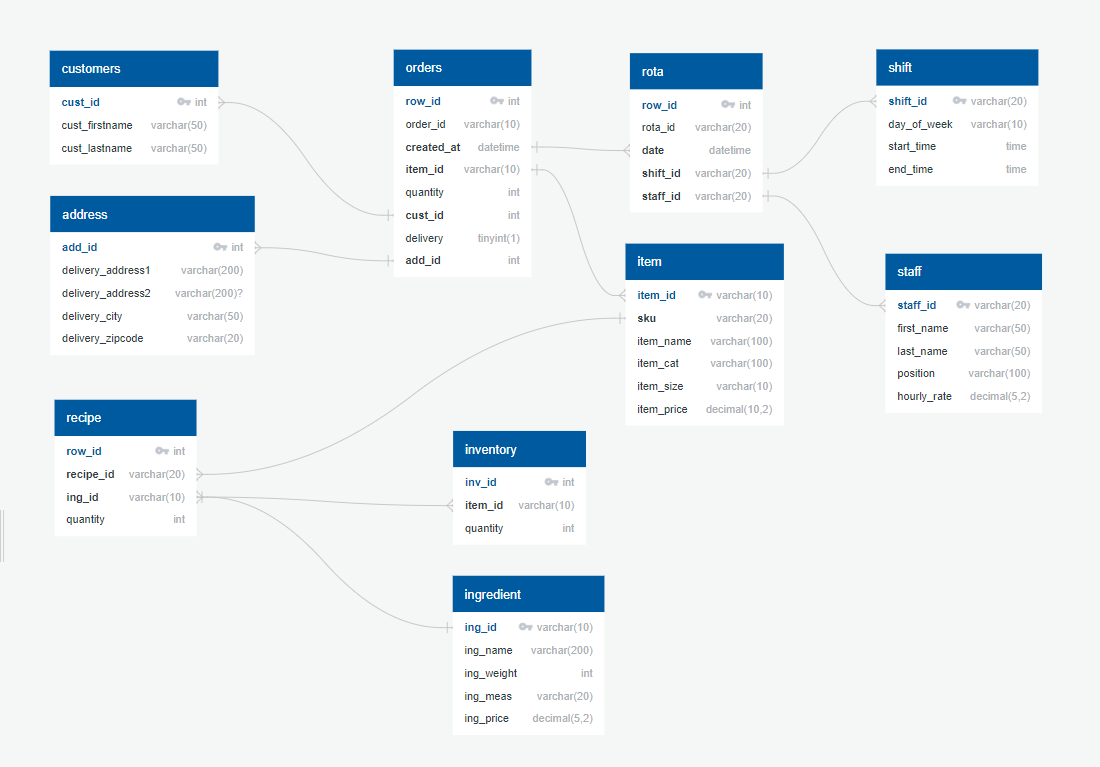 customers
cust_id int
cust_firstname varchar(50)
cust_lastname varchar(50)
address
add_id int
delivery_address1 varchar(200)
delivery_address2 varchar(200)?
delivery_city varchar(50)
delivery_zipcode varchar(20)
recipe
row_id int
recipe_id varchar(20)
ing_id varchar(10)
quantity int
orders
row_id int
order_id varchar(10)
created_at datetime
item_id varchar(10)
quantity int
cust_id int
delivery tinyint(1)
add_id int
inventory
inv_id int
item_id varchar(10)
quantity int
ingredient
ing_id varchar(10)
ing_name varchar(200)
ing_weight int
ing_meas varchar(20)
ing_price decimal(5,2)
rota
row_id int
rota_id varchar(20)
date datetime
shift_id varchar(20)
staff_id varchar(20)
item
item_id varchar(10)
sku varchar(20)
item_name varchar(100)
item_cat varchar(100)
item_size varchar(10)
item_price decimal(10,2)
shift
shift_id varchar(20)
day_of_week varchar(10)
start_time time
end_time time
staff
staff_id varchar(20)
first_name varchar(50)
last_name varchar(50)
position varchar(100)
hourly_rate decimal(5,2)